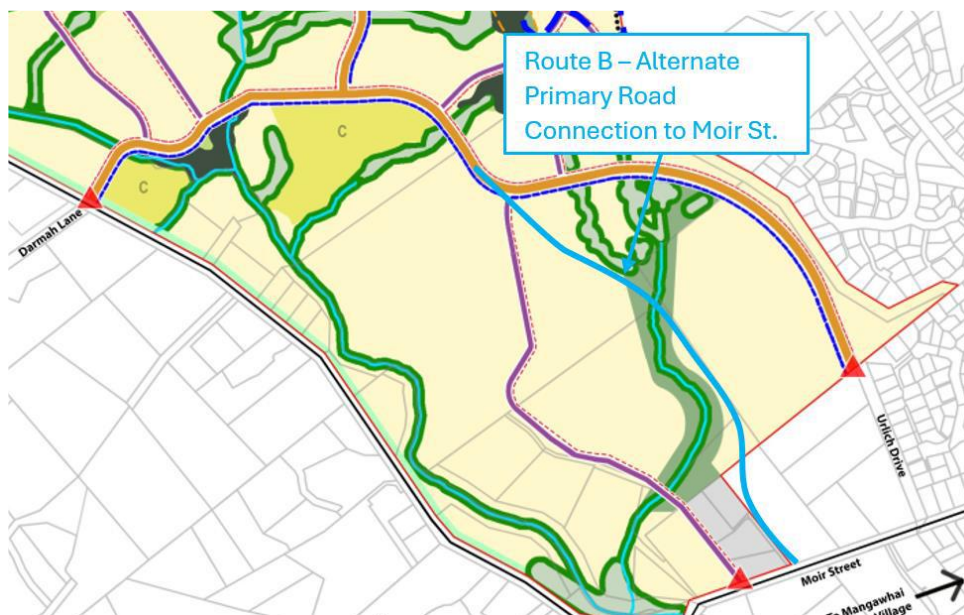 Route B – Alternate
Primary Road
Connection to Moir St.
C
C
Darmah Lane
Urlich Drive
Moir Street
To Mangawhai
Village